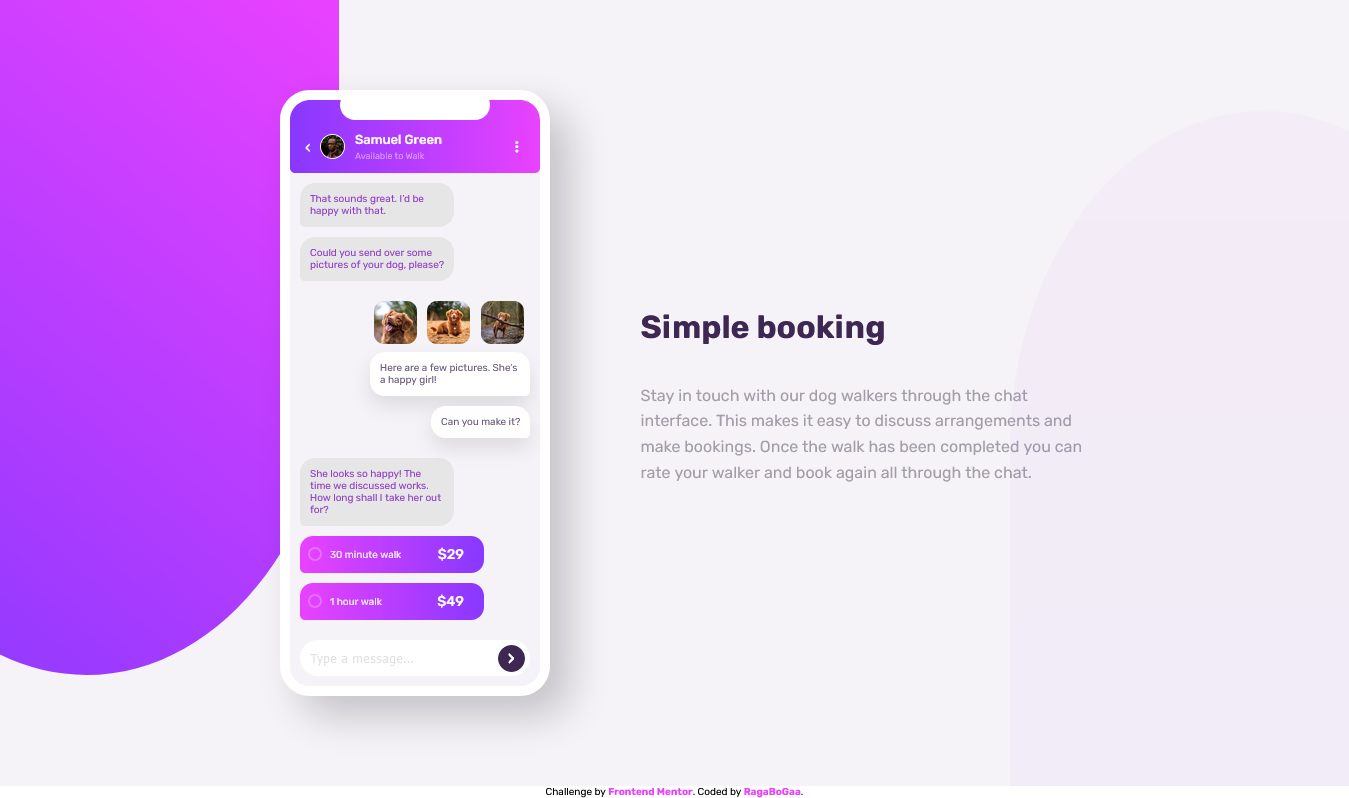 Samuel Green
Available to Walk
That sounds great. I'd be
happy with that.
Could you send over some
pictures of your dog, please?
Here are a few pictures. She's
a happy girl!
Can you make it?
She looks so happy! The
time we discussed works.
How long shall I take her out
for?
30 minute walk $29
1 hour walk $49
Type a message...
Simple booking
Stay in touch with our dog walkers through the chat
interface. This makes it easy to discuss arrangements and
make bookings. Once the walk has been completed you can
rate your walker and book again all through the chat.
Challenge by Frontend Mentor. Coded by RagaBoGaa.